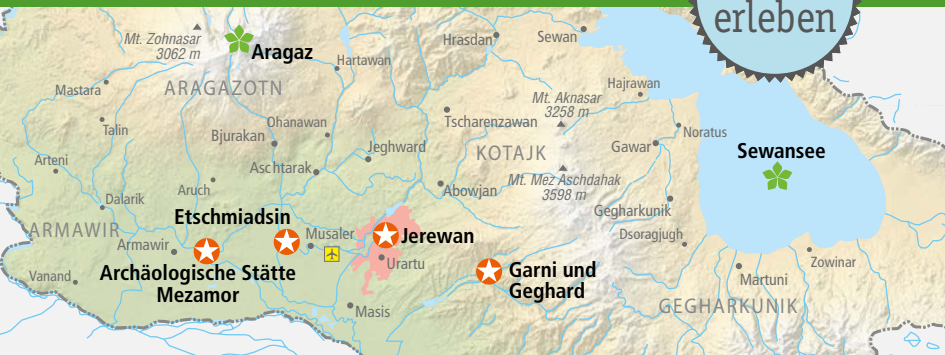 erleben
Mt. Zohnasar
3062 m
Aragaz
Hrasdan
Sewan
Hartawan
Mastara
ARAGAZOTN
Hajrawan
Mt. Aknasar
3258 m
Talin
Ohanawan
Bjurakan
Tscharenzawan
Noratus
Jeghward
KOTAJK
Gawar
Sewansee
Arteni
Aschtarak
Mt. Mez Aschdahak
3598 m
Dalarik
Aruch
Abowjan
Etschmiadsin
Gegharkunik
ARMAWIR
Armawir
Musaler
Jerewan
Dsoragjugh
Urartu
Zowinar
Vanand
Archäologische Stätte
Mezamor
Garni und
Geghard
Martuni
Masis
GEGHARKUNIK